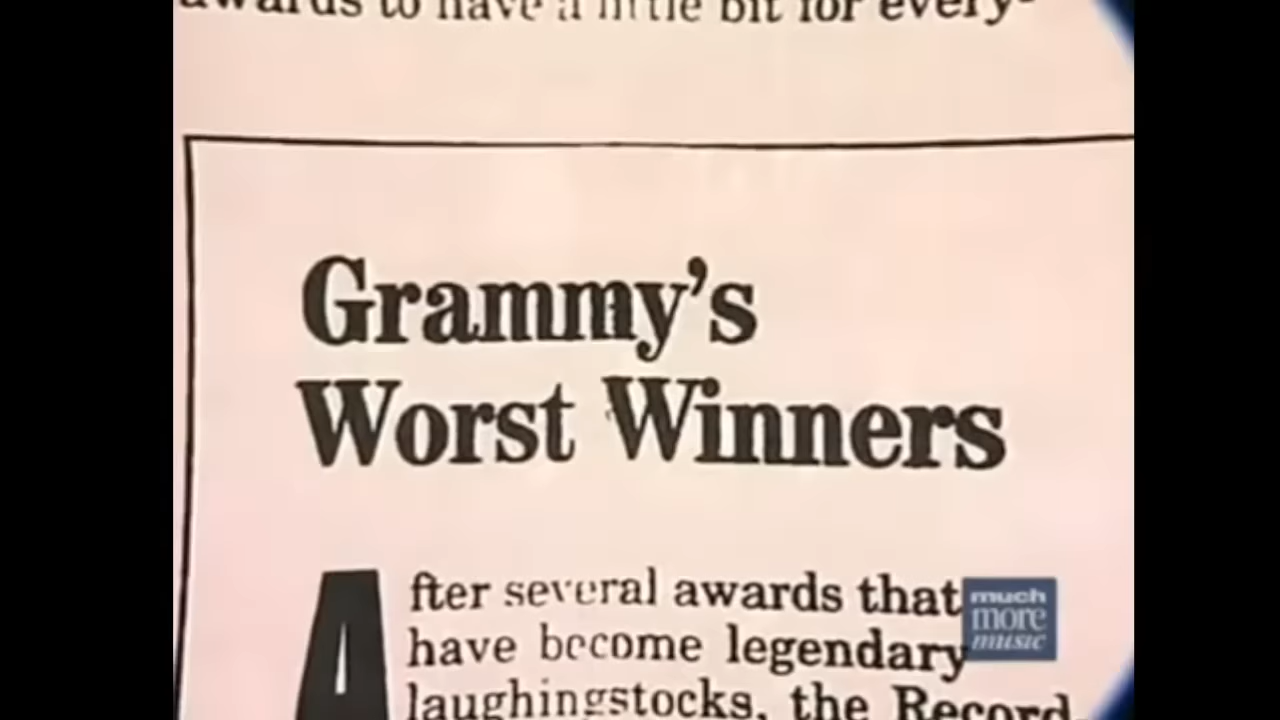 awards to have a little bit for every-
Grammy's
Worst Winners
After several awards that
have become legendary
laughingstocks, the Record-
much
more
music